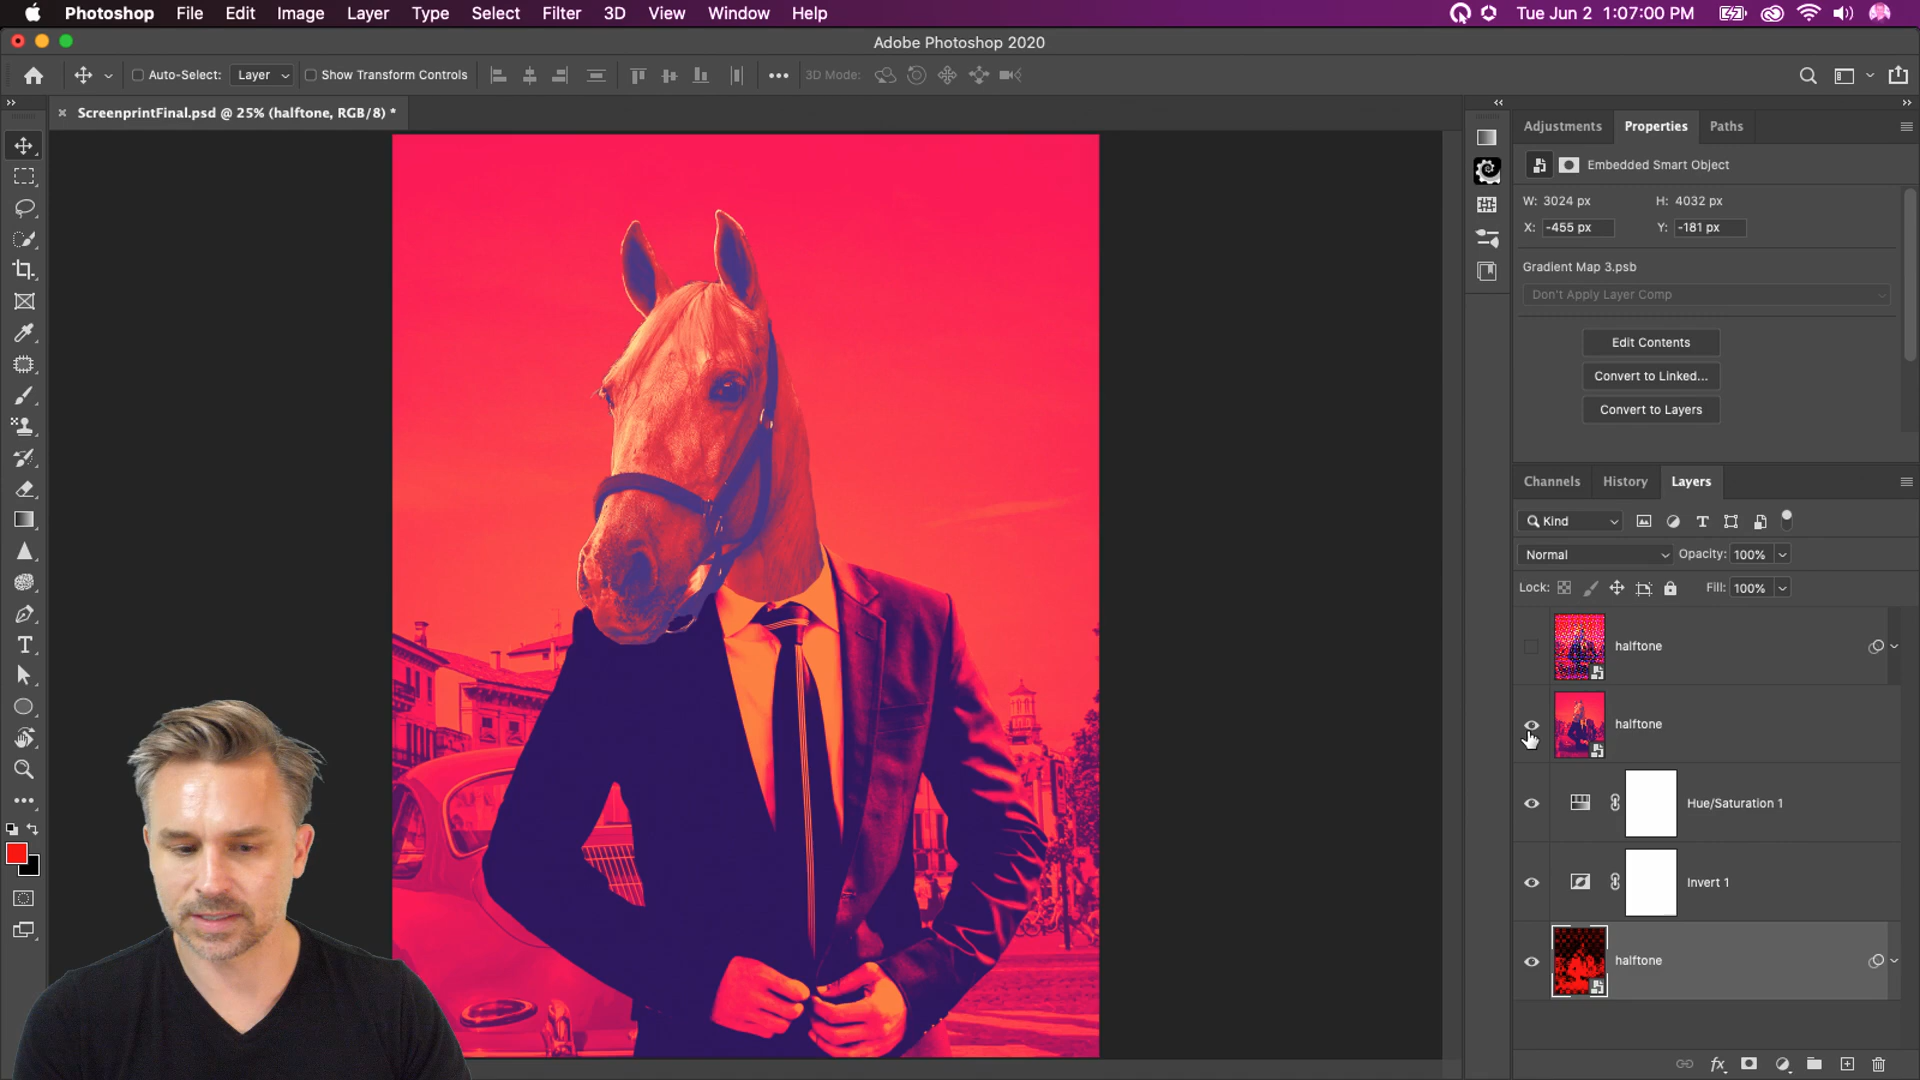 Photoshop File Edit Image Layer Type Select Filter 3D View Window Help Tue Jun 2 1:07:00 PM
Adobe Photoshop 2020
Auto-Select: Layer Show Transform Controls 3D Mode:
ScreenprintFinal.psd @ 25% (halftone, RGB/8) *
Adjustments Properties Paths
Embedded Smart Object
W: 3024 px H: 4032 px
X: -455 px Y: -181 px
Gradient Map 3.psb
Don't Apply Layer Comp
Edit Contents
Convert to Linked...
Convert to Layers
Channels History Layers
Kind
Normal Opacity: 100%
Lock: Fill: 100%
halftone
halftone
Hue/Saturation 1
Invert 1
halftone
fx